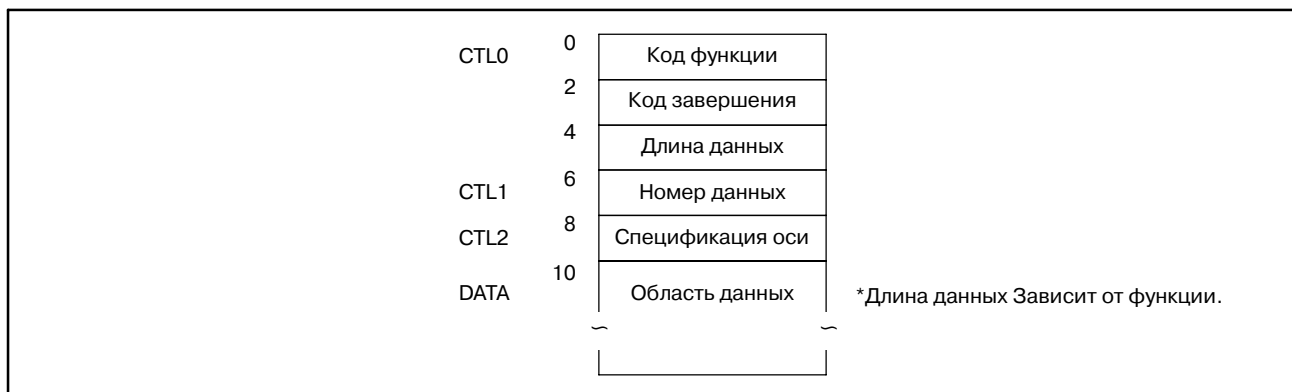 CTL0 0 Код функции
2 Код завершения
4 Длина данных
CTL1 6 Номер данных
CTL2 8 Спецификация оси
DATA 10 Область данных *Длина данных Зависит от функции.